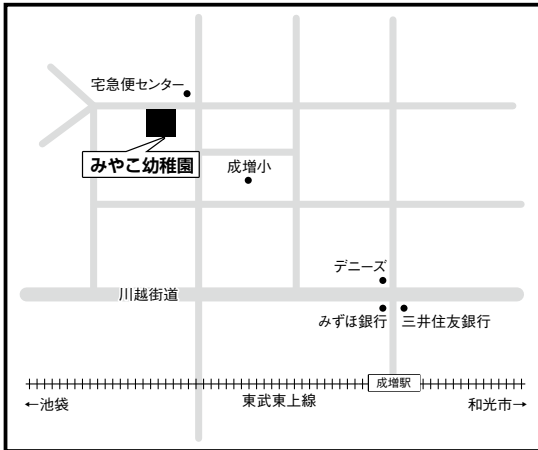 宅急便センター
みやこ幼稚園
成増小
デニーズ
川越街道
みずほ銀行
三井住友銀行
成増駅
←池袋
東武東上線
和光市→